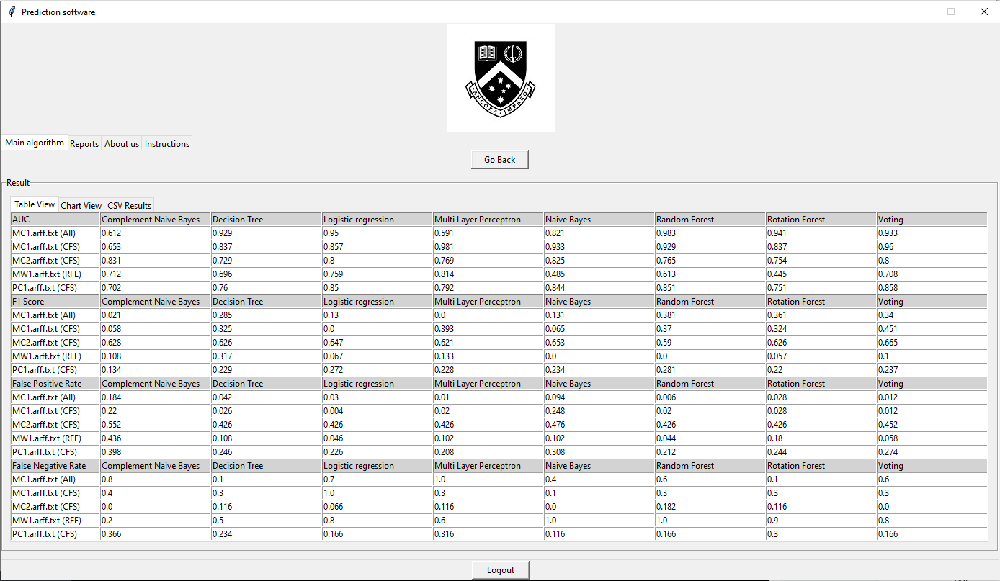 Prediction software
ANCORA IMPARO
Main algorithm Reports About us Instructions
Go Back
Result
Table View Chart View CSV Results
AUC Complement Naive Bayes Decision Tree Logistic regression Multi Layer Perceptron Naive Bayes Random Forest Rotation Forest Voting
MC1.arff.txt (All) 0.612 0.929 0.95 0.591 0.821 0.983 0.941 0.933
MC1.arff.txt (CFS) 0.653 0.837 0.857 0.981 0.933 0.929 0.837 0.96
MC2.arff.txt (CFS) 0.831 0.729 0.8 0.769 0.825 0.765 0.754 0.8
MW1.arff.txt (RFE) 0.712 0.696 0.759 0.814 0.485 0.613 0.445 0.708
PC1.arff.txt (CFS) 0.702 0.76 0.85 0.792 0.844 0.851 0.751 0.858
F1 Score Complement Naive Bayes Decision Tree Logistic regression Multi Layer Perceptron Naive Bayes Random Forest Rotation Forest Voting
MC1.arff.txt (All) 0.021 0.285 0.13 0.0 0.131 0.381 0.361 0.34
MC1.arff.txt (CFS) 0.058 0.325 0.0 0.393 0.065 0.37 0.324 0.451
MC2.arff.txt (CFS) 0.628 0.626 0.647 0.621 0.653 0.59 0.626 0.665
MW1.arff.txt (RFE) 0.108 0.317 0.067 0.133 0.0 0.0 0.057 0.1
PC1.arff.txt (CFS) 0.134 0.229 0.272 0.228 0.234 0.281 0.22 0.237
False Positive Rate Complement Naive Bayes Decision Tree Logistic regression Multi Layer Perceptron Naive Bayes Random Forest Rotation Forest Voting
MC1.arff.txt (All) 0.184 0.042 0.03 0.01 0.094 0.006 0.028 0.012
MC1.arff.txt (CFS) 0.22 0.026 0.004 0.02 0.248 0.02 0.028 0.012
MC2.arff.txt (CFS) 0.552 0.426 0.426 0.426 0.476 0.426 0.426 0.452
MW1.arff.txt (RFE) 0.436 0.108 0.046 0.102 0.102 0.044 0.18 0.058
PC1.arff.txt (CFS) 0.398 0.246 0.226 0.208 0.308 0.212 0.244 0.274
False Negative Rate Complement Naive Bayes Decision Tree Logistic regression Multi Layer Perceptron Naive Bayes Random Forest Rotation Forest Voting
MC1.arff.txt (All) 0.8 0.1 0.7 1.0 0.4 0.6 0.1 0.6
MC1.arff.txt (CFS) 0.4 0.3 1.0 0.3 0.1 0.3 0.3 0.3
MC2.arff.txt (CFS) 0.0 0.116 0.066 0.116 0.0 0.182 0.116 0.0
MW1.arff.txt (RFE) 0.2 0.5 0.8 0.6 1.0 1.0 0.9 0.8
PC1.arff.txt (CFS) 0.366 0.234 0.166 0.316 0.116 0.166 0.3 0.166
Logout